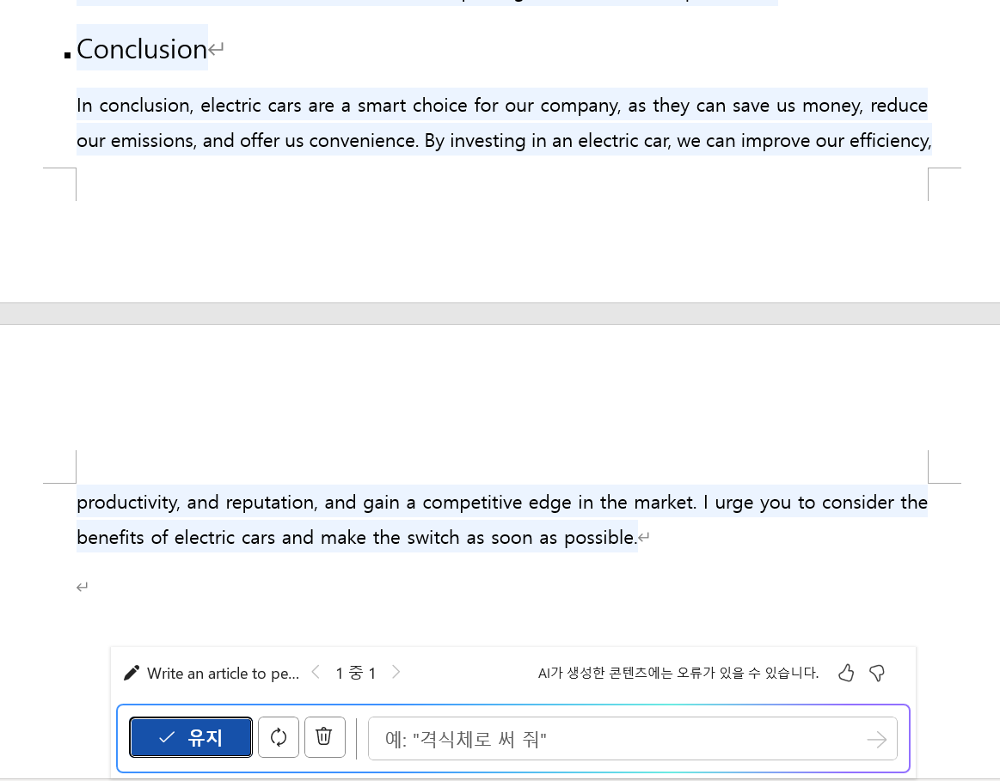 Conclusion
In conclusion, electric cars are a smart choice for our company, as they can save us money, reduce
our emissions, and offer us convenience. By investing in an electric car, we can improve our efficiency,
productivity, and reputation, and gain a competitive edge in the market. I urge you to consider the
benefits of electric cars and make the switch as soon as possible.
Write an article to pe... 1 중 1 AI가 생성한 콘텐츠에는 오류가 있을 수 있습니다.
유지 예: "격식체로 써 줘"